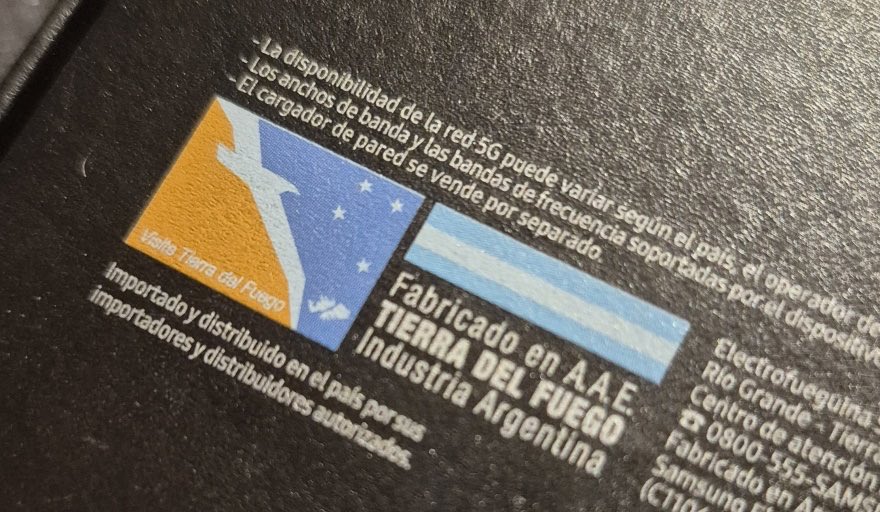 - La disponibilidad de la red 5G puede variar según el país, el operador de
- Los anchos de banda y las bandas de frecuencia soportadas por el dispositiv
- El cargador de pared se vende por separado.
Visite Tierra del Fuego
Importado y distribuido en el país por sus
importadores y distribuidores autorizados.
Fabricado en A.A.E.
TIERRA DEL FUEGO
Industria Argentina
Electrofueguina
Río Grande - Tierra
Centro de atención
☎ 0800-555-SAMS
Fabricado en
Samsung